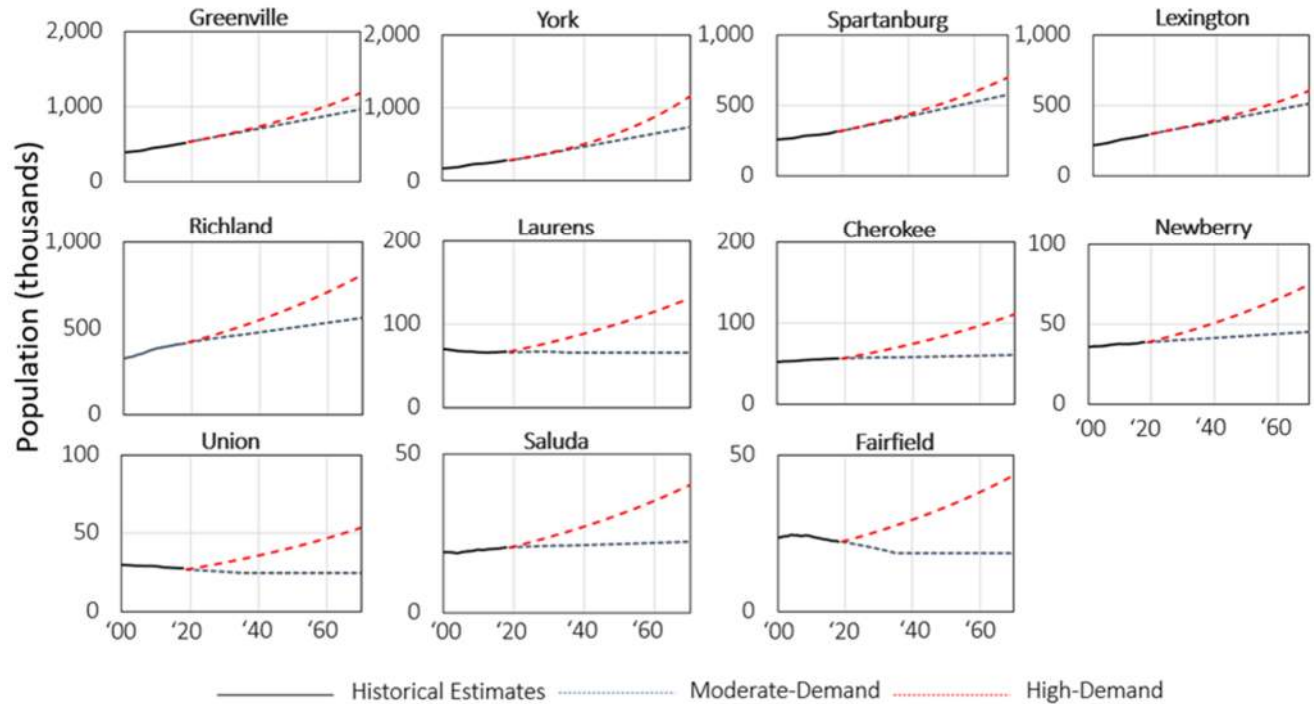 Greenville York Spartanburg Lexington
2,000 2,000 1,000 1,000
1,000 1,000 500 500
0 0 0 0
Population (thousands)
Richland Laurens Cherokee Newberry
1,000 200 200 100
500 100 100 50
0 0 0 0
‘00 ‘20 ‘40 ‘60
Union Saluda Fairfield
100 50 50
50
0 0 0
‘00 ‘20 ‘40 ‘60 ‘00 ‘20 ‘40 ‘60 ‘00 ‘20 ‘40 ‘60
Historical Estimates Moderate-Demand High-Demand